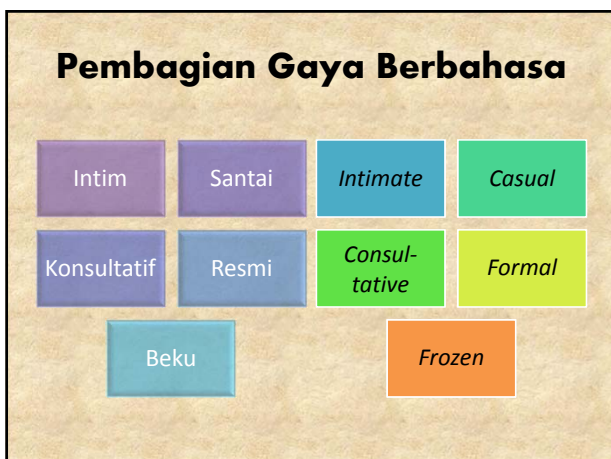 Pembagian Gaya Berbahasa
Intim
Santai
Intimate
Casual
Konsultatif
Resmi
Consul-
tative
Formal
Beku
Frozen